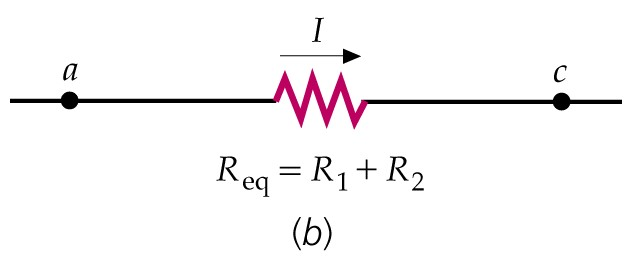 I
a c
R_eq = R_1 + R_2
(b)